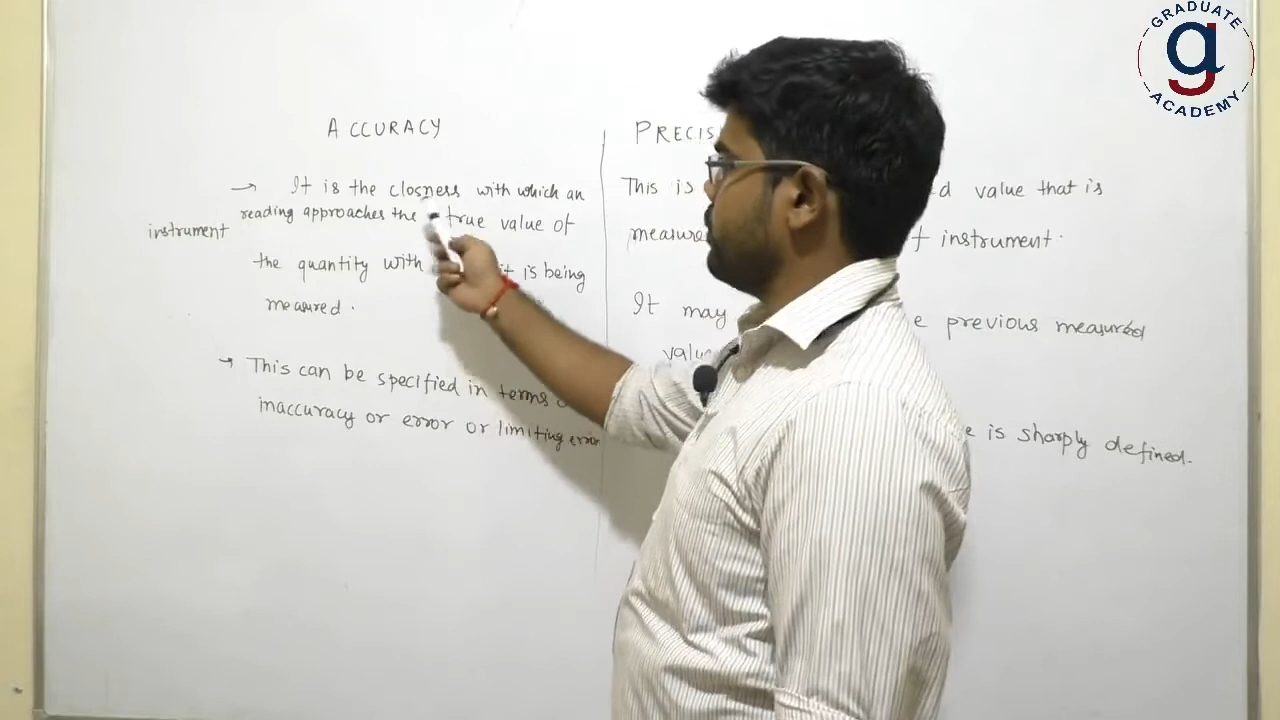 GRADUATE
ACADEMY
ACCURACY
→ It is the closness with which an
instrument reading approaches the true value of
the quantity with it is being
measured.
→ This can be specified in terms
inaccuracy or error or limiting error
PRECIS
This is d value that is
measure f instrument.
It may e previous measured
valu
e is sharply defined.